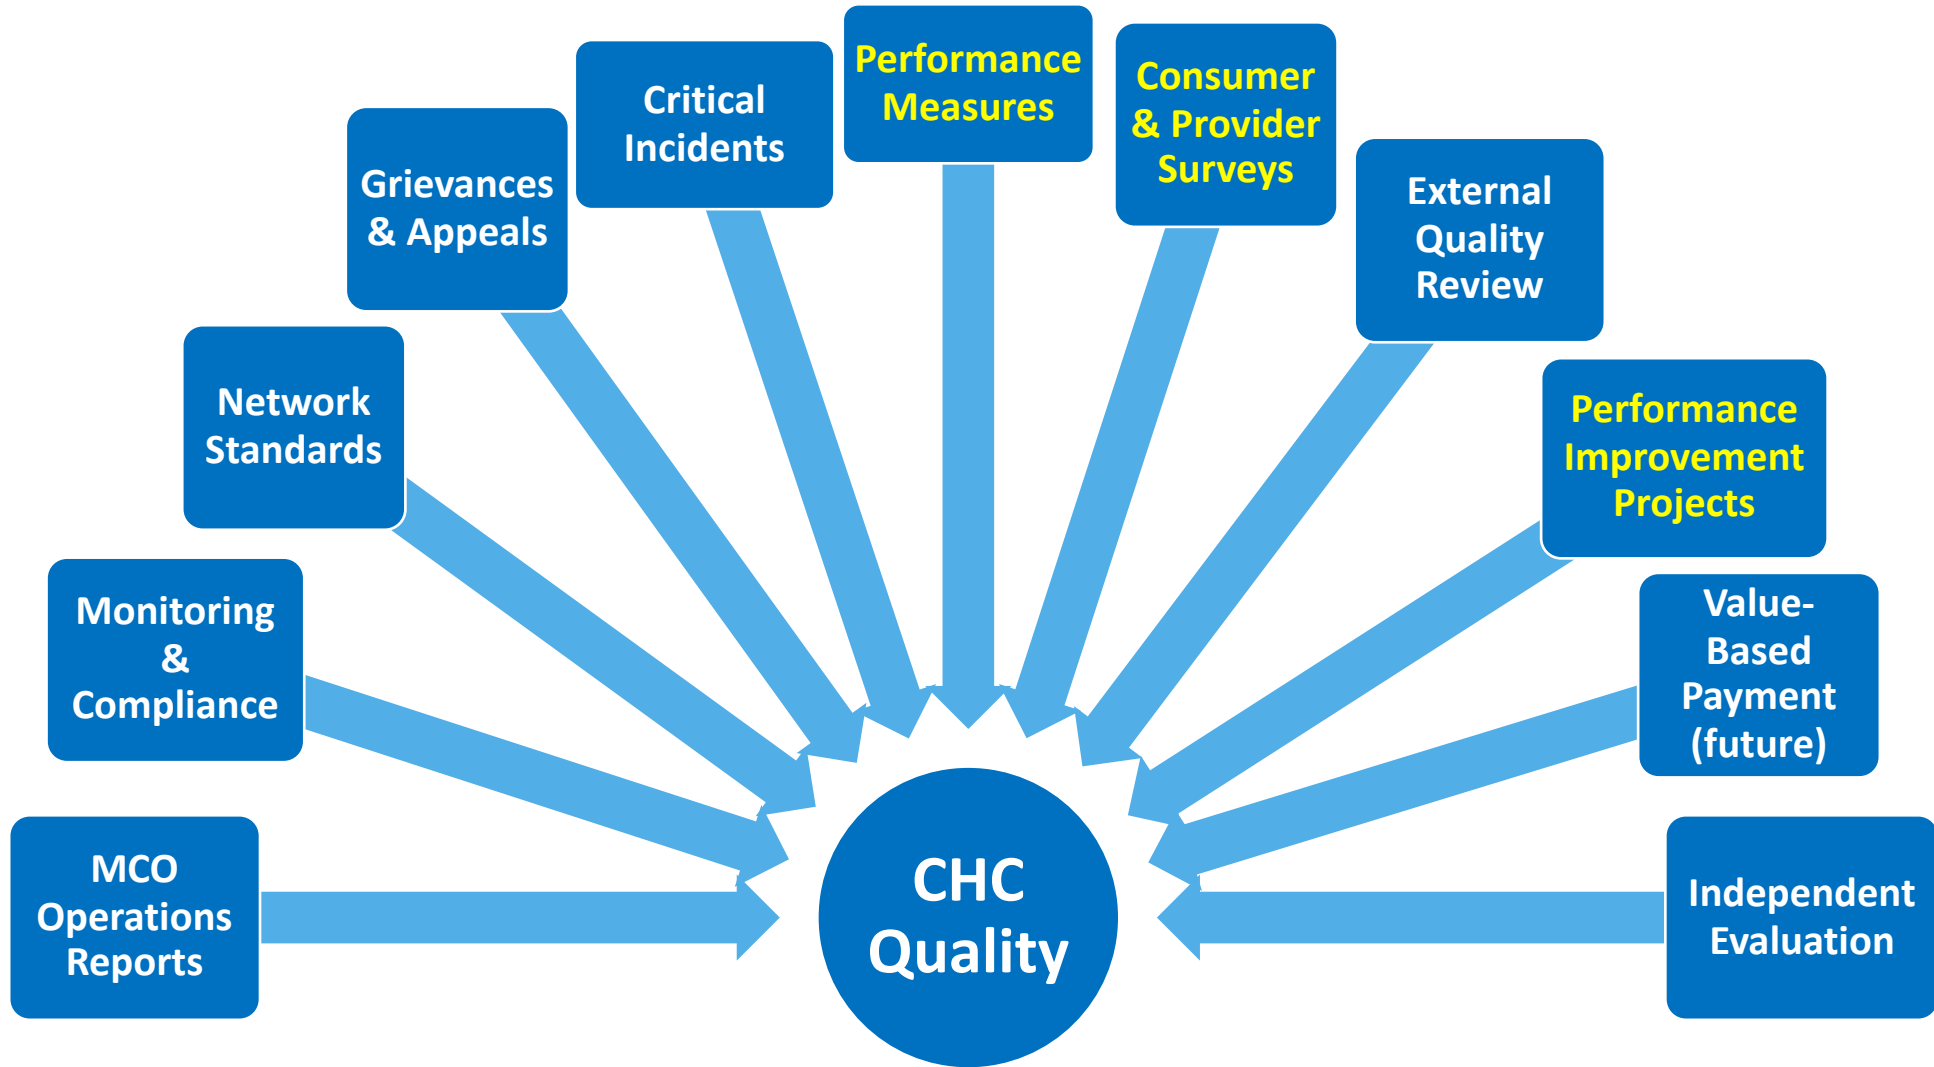 MCO
Operations
Reports
Monitoring
&
Compliance
Network
Standards
Grievances
& Appeals
Critical
Incidents
Performance
Measures
Consumer
& Provider
Surveys
External
Quality
Review
Performance
Improvement
Projects
Value-
Based
Payment
(future)
Independent
Evaluation
CHC
Quality